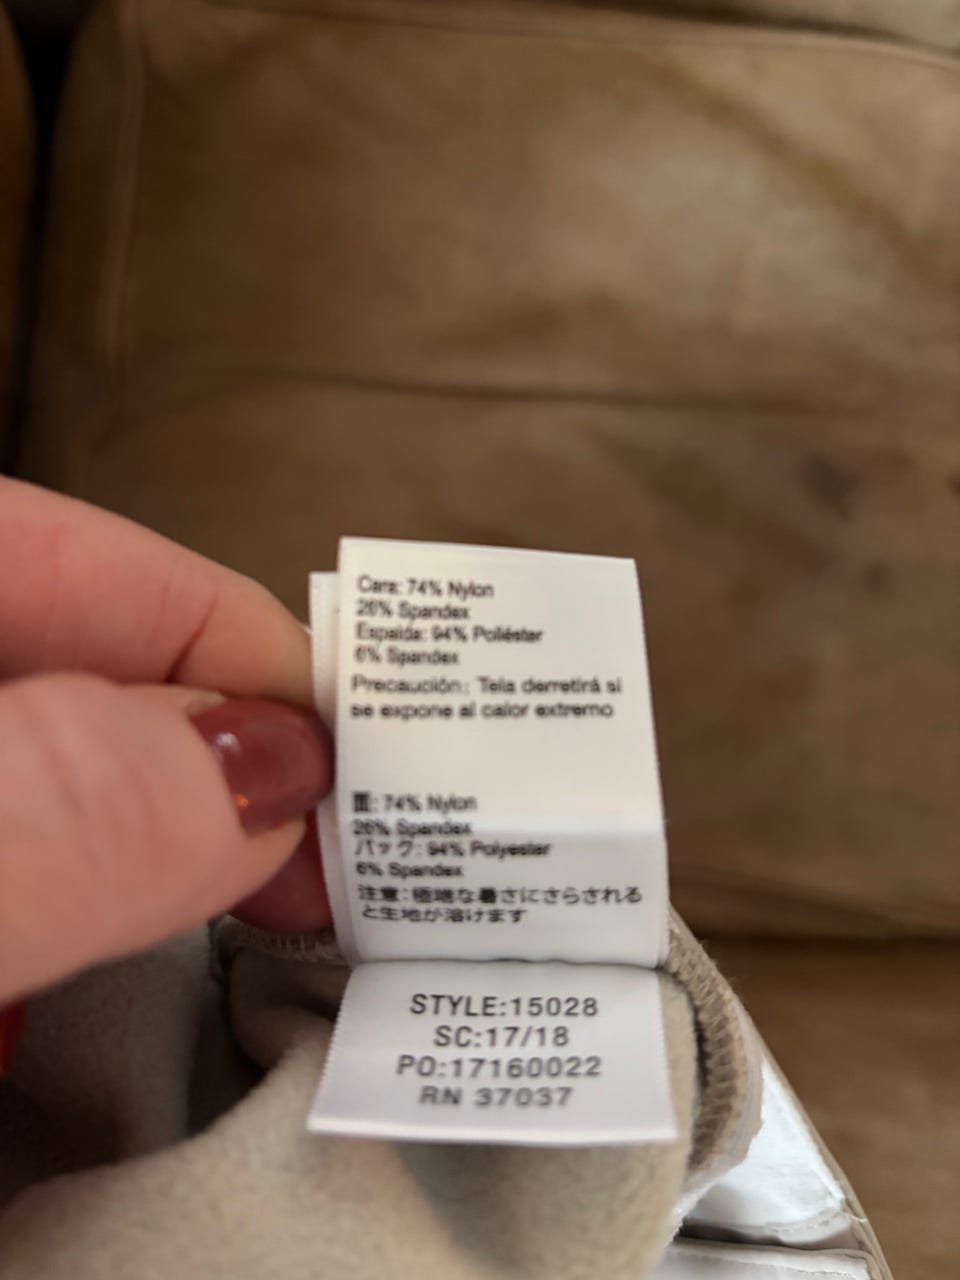 Cara: 74% Nylon
26% Spandex
Espalda: 94% Poliéster
6% Spandex
Precaución: Tela derretirá si
se expone al calor extremo
面: 74% Nylon
26% Spandex
バック: 94% Polyester
6% Spandex
注意:極端な暑さにさらされる
と生地が溶けます
STYLE:15028
SC:17/18
PO:17160022
RN 37037